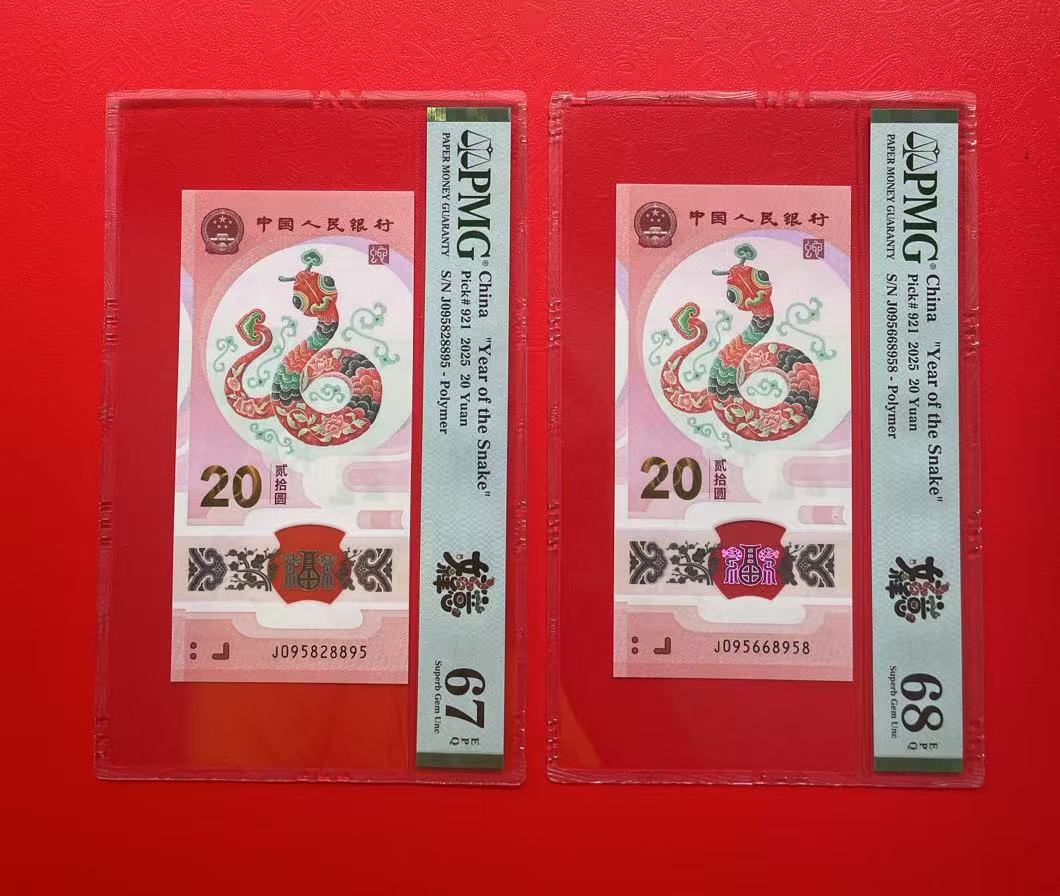 中国人民银行
20
贰拾圆
J095828895
PMG®
PAPER MONEY GUARANTY
China "Year of the Snake"
Pick# 921 2025 20 Yuan
S/N J095828895 - Polymer
67 EPQ
Superb Gem Unc
中国人民银行
20
贰拾圆
福
J095668958
PMG®
PAPER MONEY GUARANTY
China "Year of the Snake"
Pick# 921 2025 20 Yuan
S/N J095668958 - Polymer
68 EPQ
Superb Gem Unc